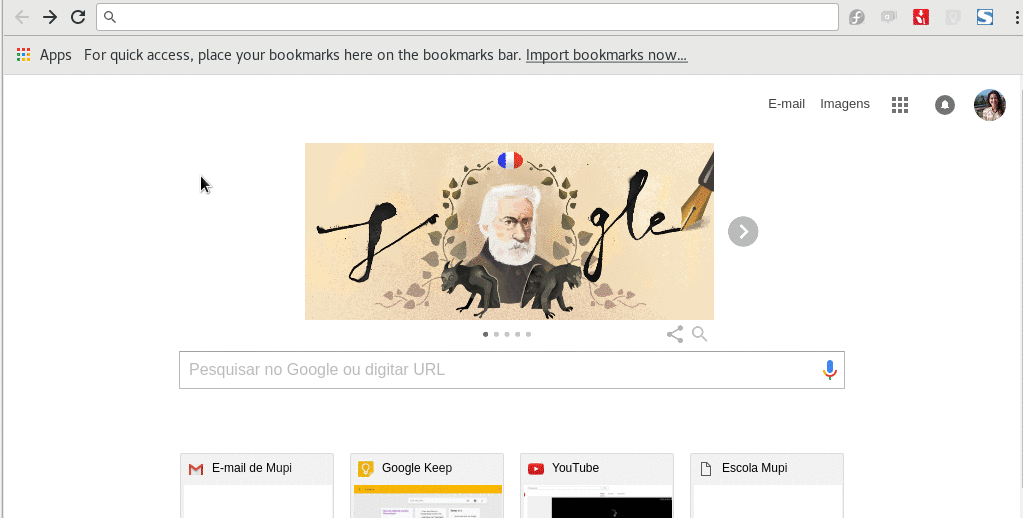 Apps For quick access, place your bookmarks here on the bookmarks bar. Import bookmarks now...
E-mail Imagens
Google
Pesquisar no Google ou digitar URL
E-mail de Mupi Google Keep YouTube Escola Mupi